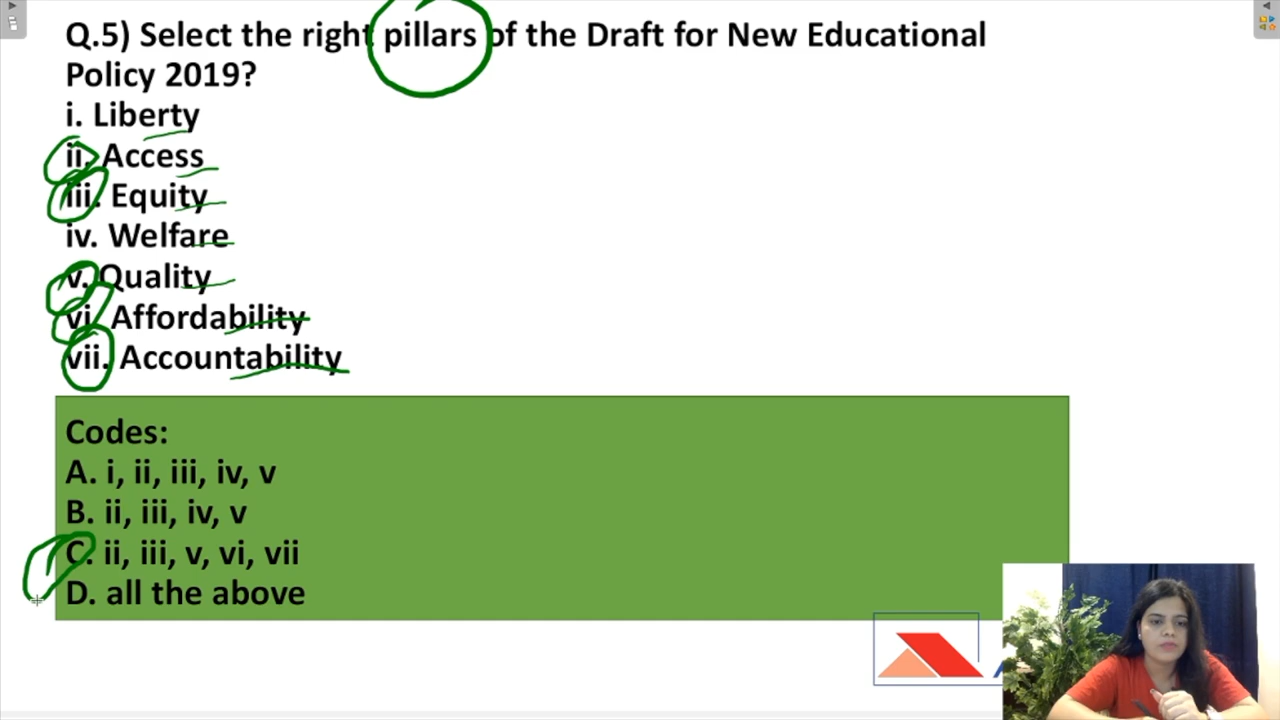 Q.5) Select the right pillars of the Draft for New Educational
Policy 2019?
i. Liberty
ii. Access
iii. Equity
iv. Welfare
v. Quality
vi. Affordability
vii. Accountability
Codes:
A. i, ii, iii, iv, v
B. ii, iii, iv, v
C. ii, iii, v, vi, vii
D. all the above